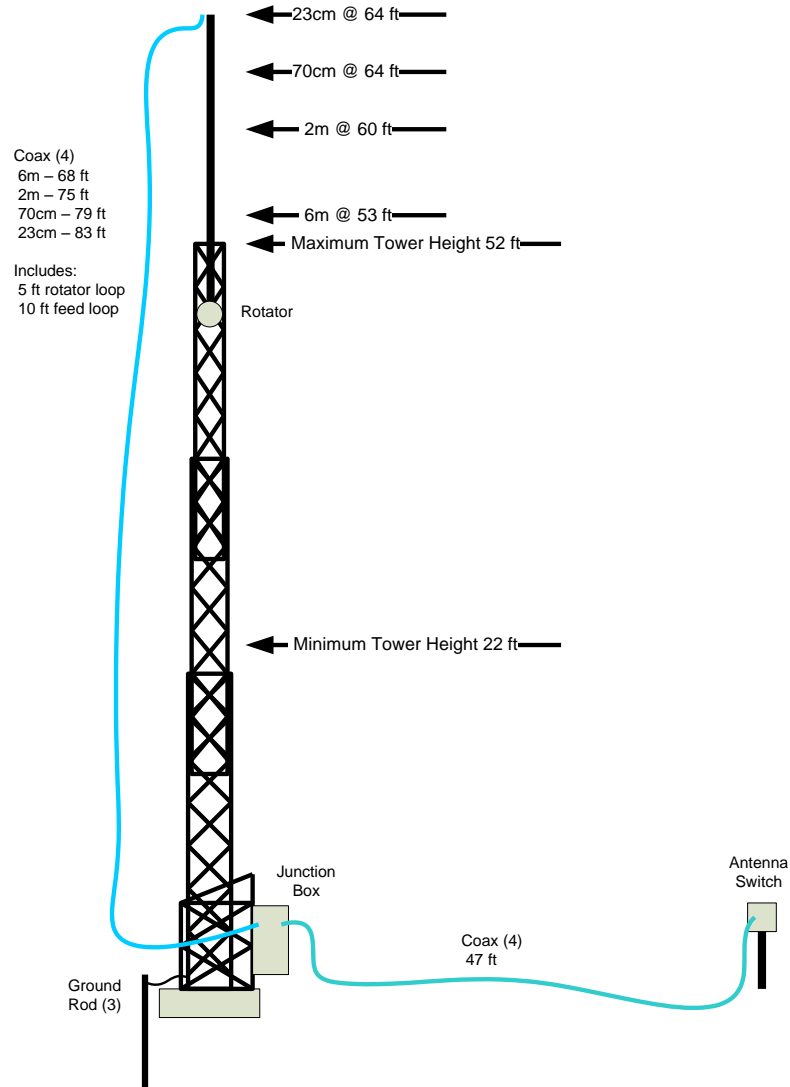 23cm @ 64 ft
70cm @ 64 ft
2m @ 60 ft
Coax (4)
6m – 68 ft
2m – 75 ft
70cm – 79 ft
23cm – 83 ft
6m @ 53 ft
Maximum Tower Height 52 ft
Includes:
5 ft rotator loop
10 ft feed loop
Rotator
Minimum Tower Height 22 ft
Junction
Box
Antenna
Switch
Coax (4)
47 ft
Ground
Rod (3)